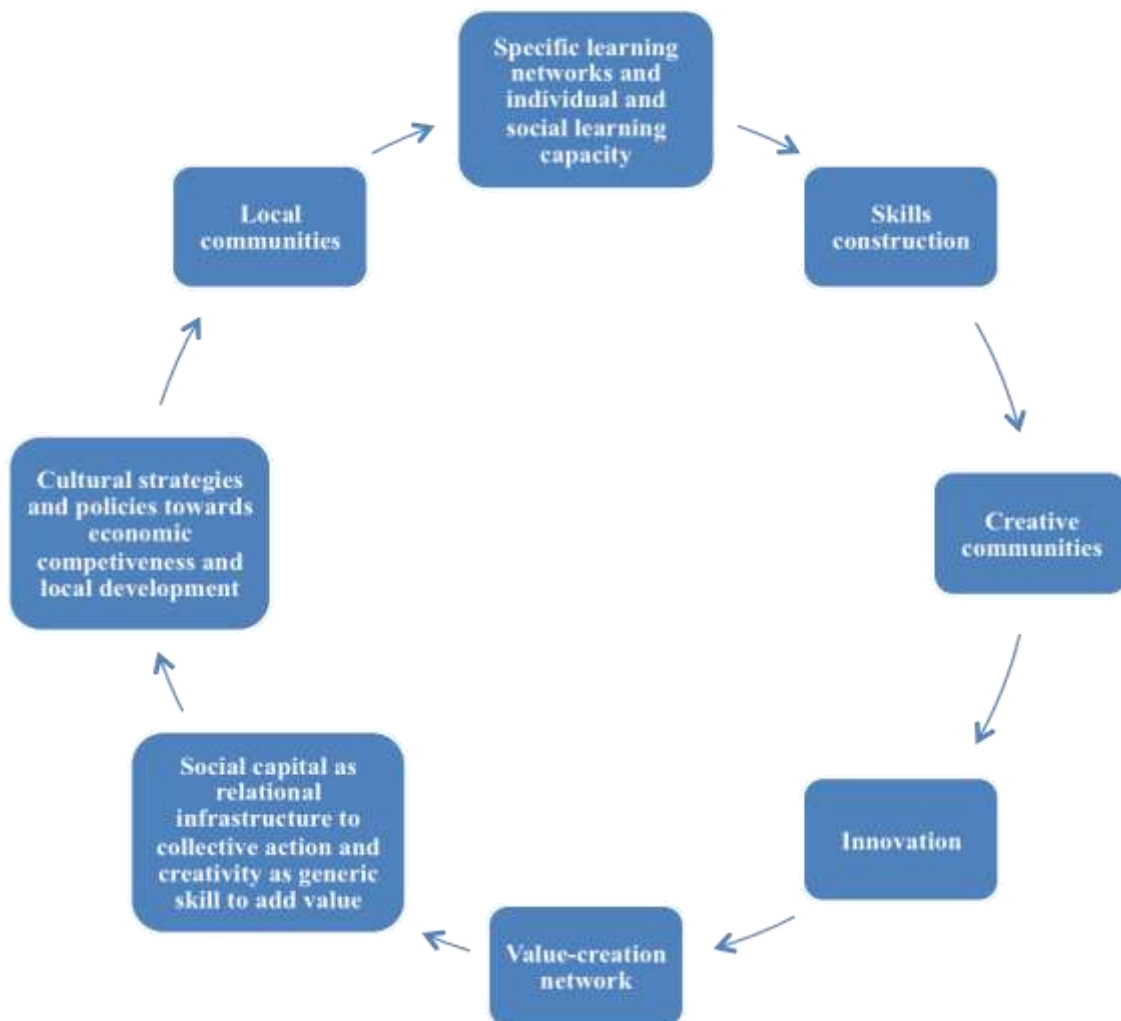 Specific learning
networks and
individual and
social learning
capacity
Skills
construction
Creative
communities
Innovation
Value-creation
network
Social capital as
relational
infrastructure to
collective action and
creativity as generic
skill to add value
Cultural strategies
and policies towards
economic
competiveness and
local development
Local
communities